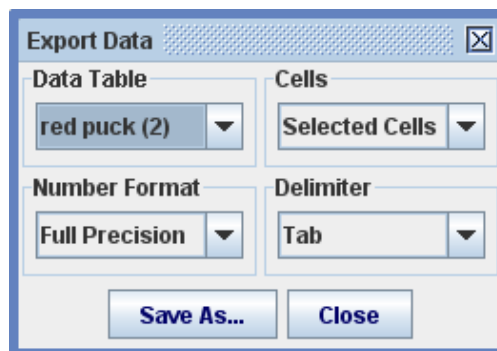 Export Data
Data Table
Cells
red puck (2)
Selected Cells
Number Format
Delimiter
Full Precision
Tab
Save As...
Close